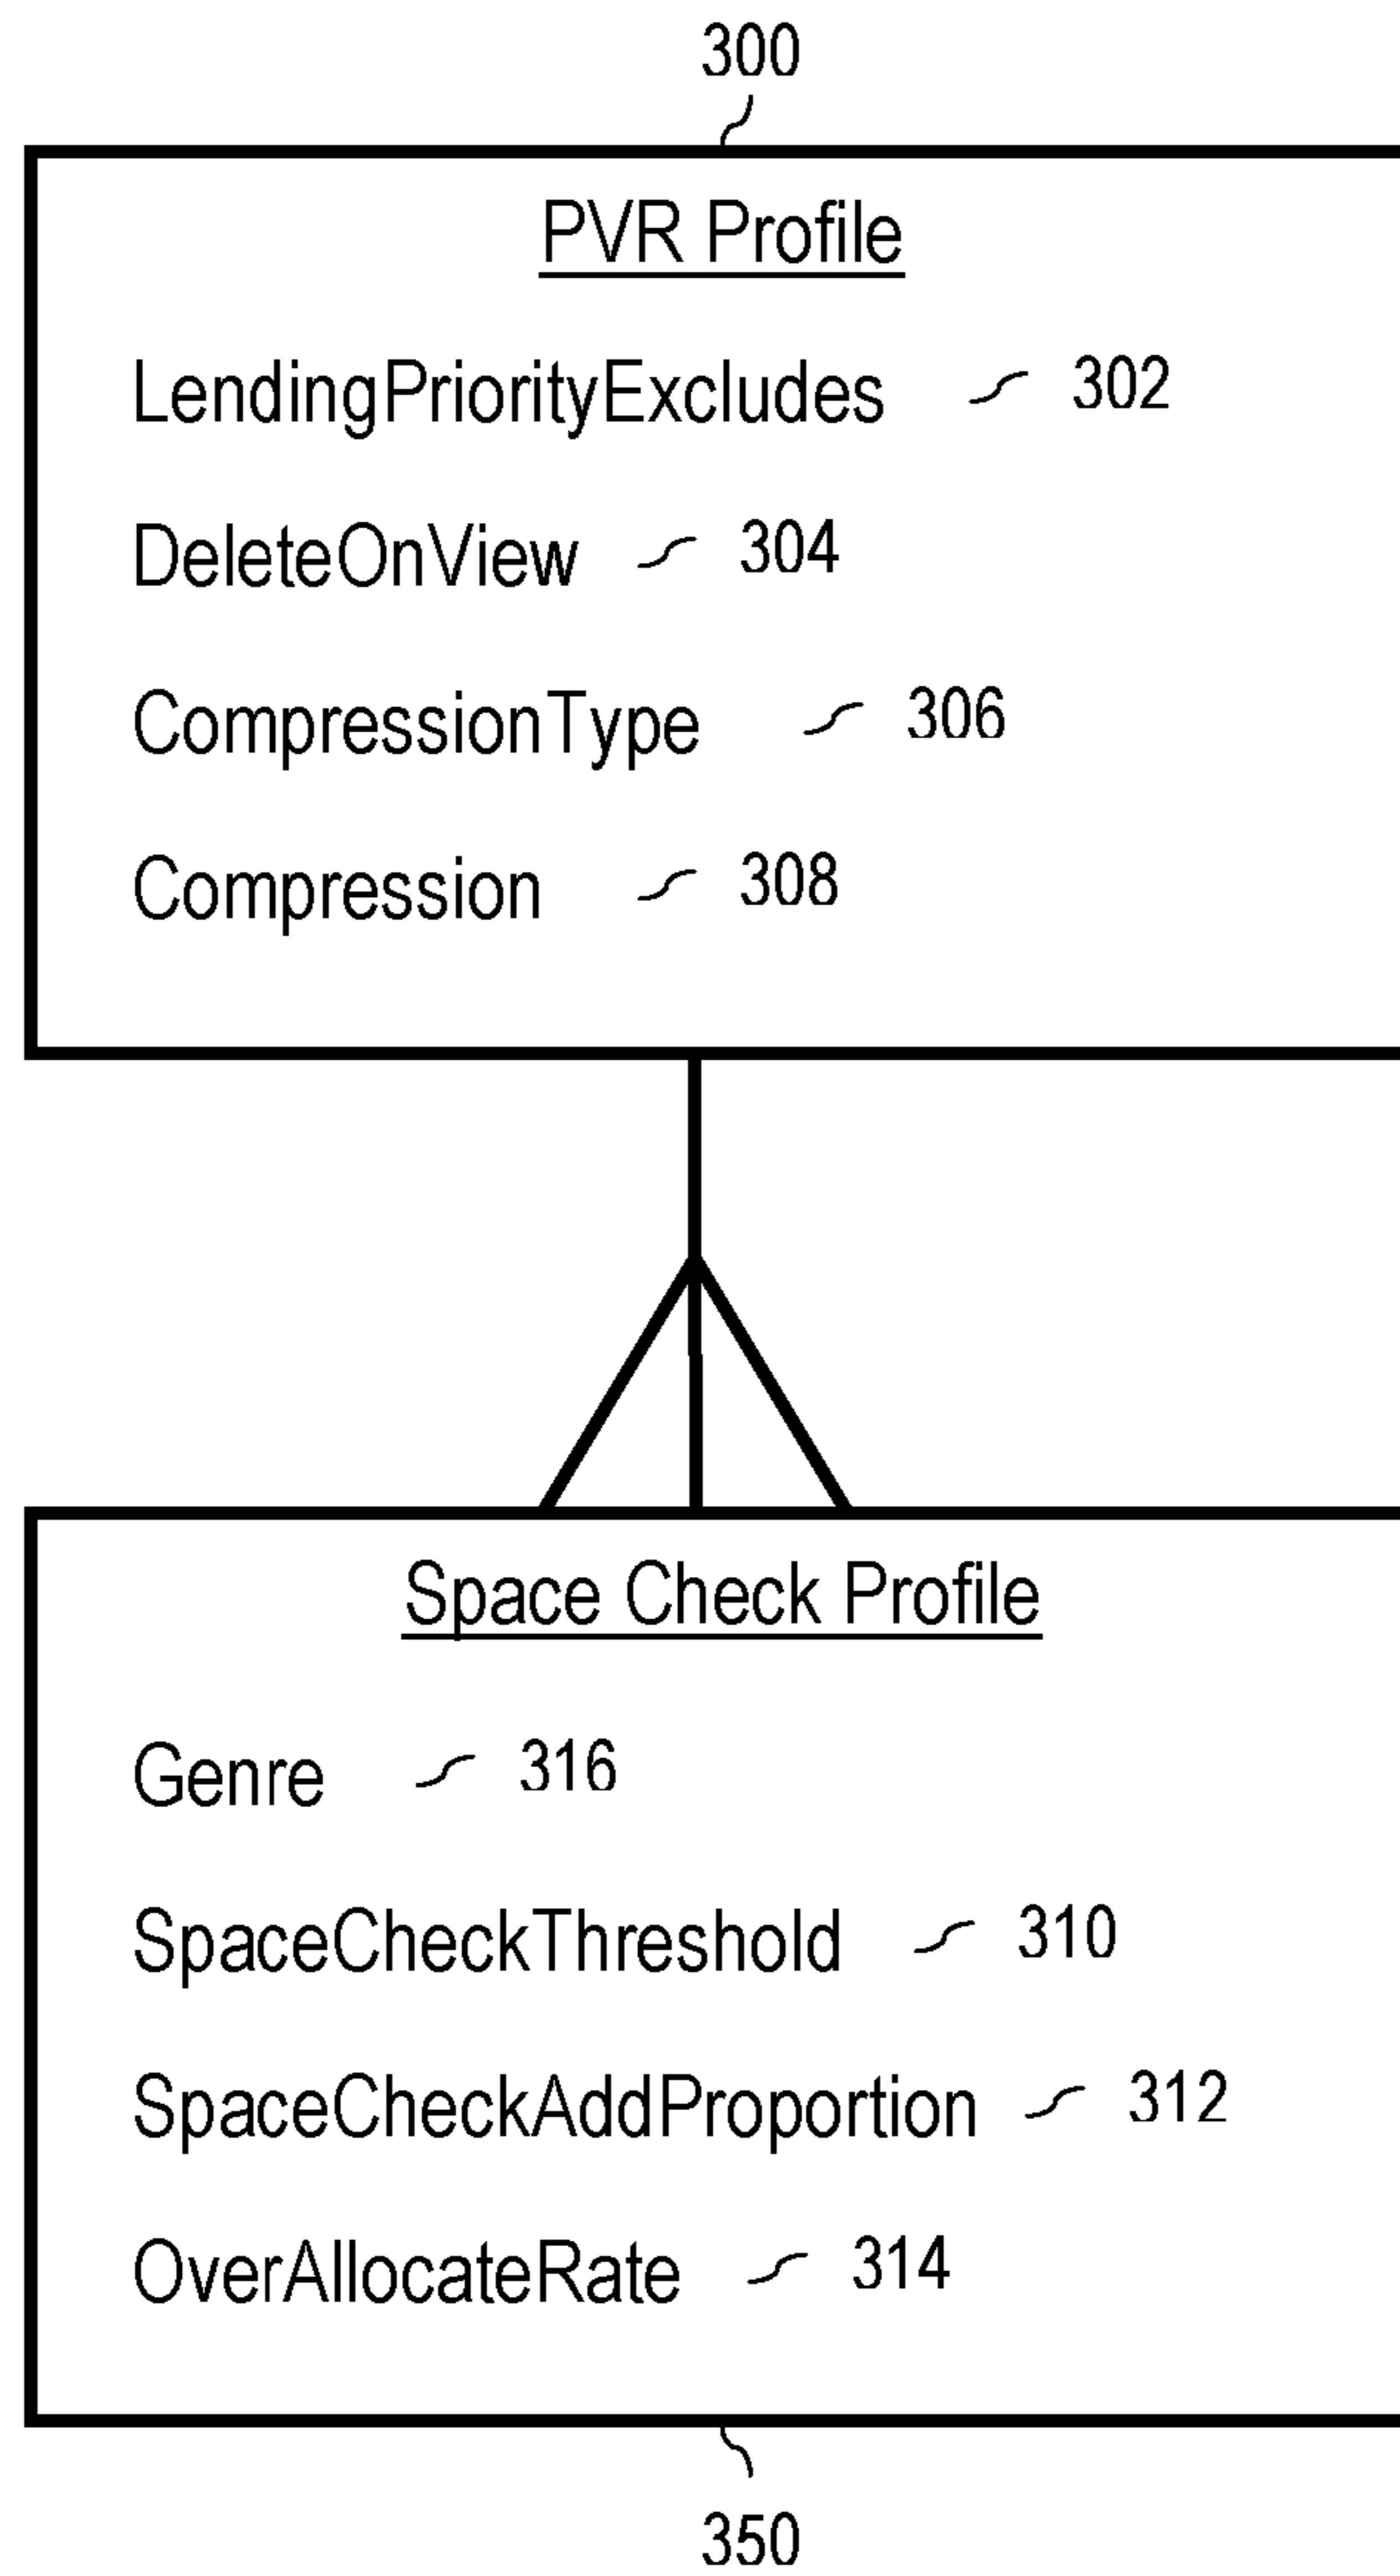 300
PVR Profile
LendingPriorityExcludes 302
DeleteOnView 304
CompressionType 306
Compression 308
Space Check Profile
Genre 316
SpaceCheckThreshold 310
SpaceCheckAddProportion 312
OverAllocateRate 314
350